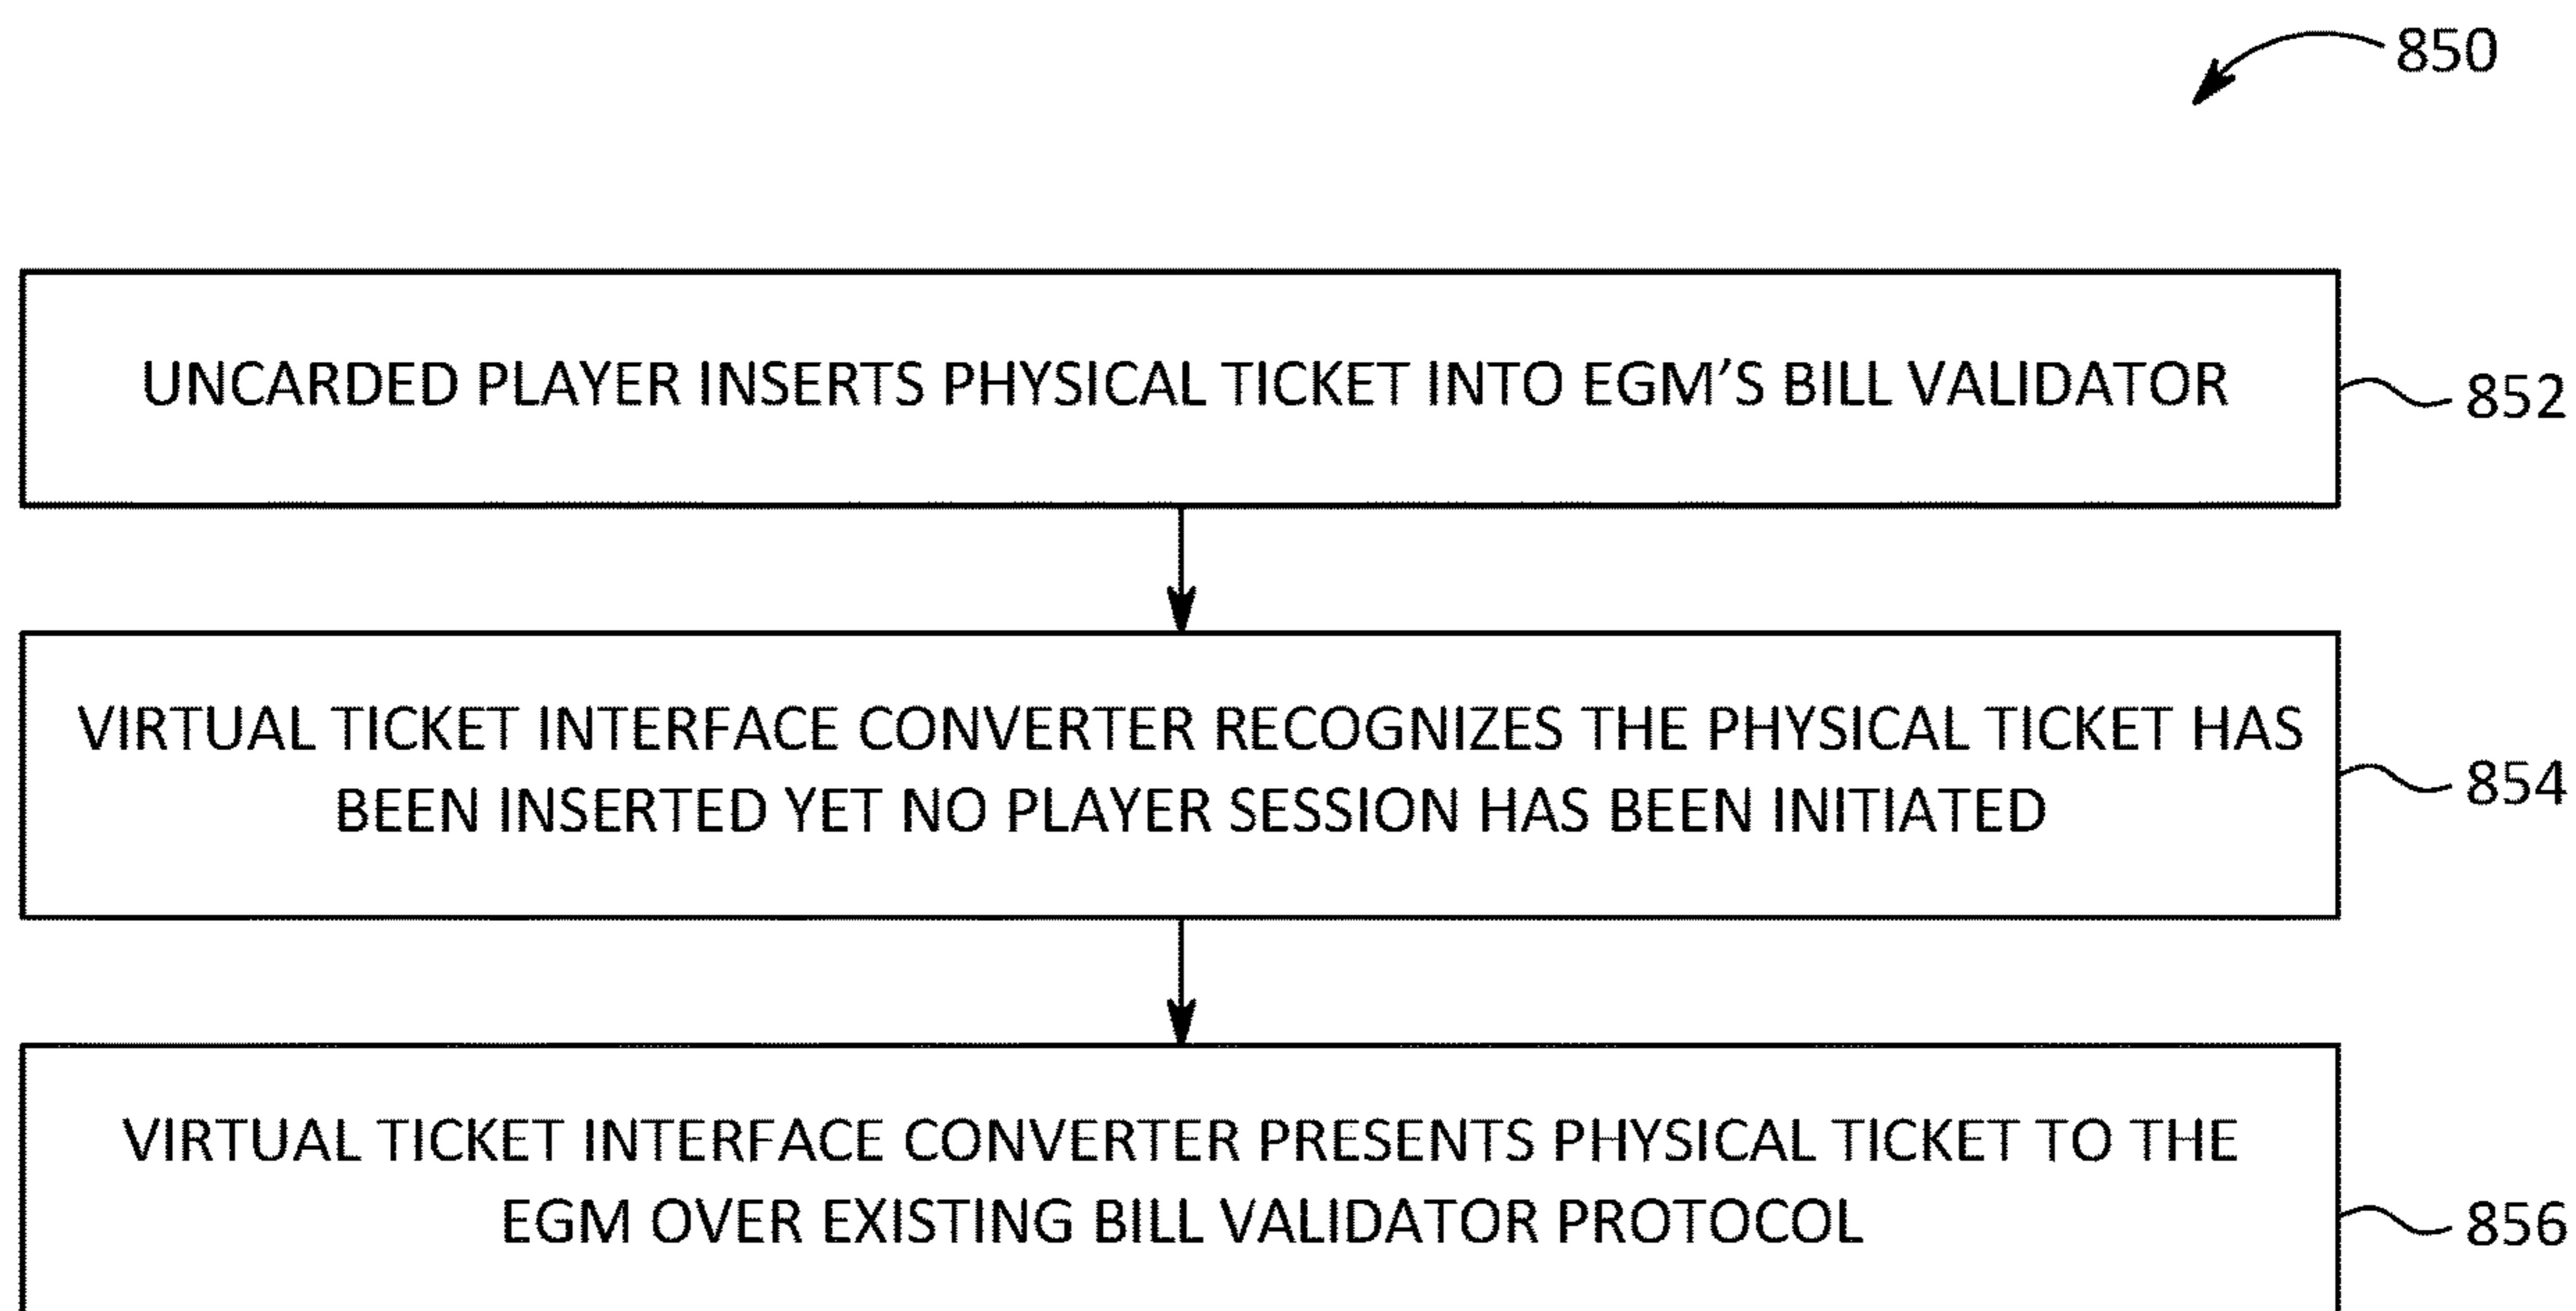 850
UNCARDED PLAYER INSERTS PHYSICAL TICKET INTO EGM’S BILL VALIDATOR
852
VIRTUAL TICKET INTERFACE CONVERTER RECOGNIZES THE PHYSICAL TICKET HAS
BEEN INSERTED YET NO PLAYER SESSION HAS BEEN INITIATED
854
VIRTUAL TICKET INTERFACE CONVERTER PRESENTS PHYSICAL TICKET TO THE
EGM OVER EXISTING BILL VALIDATOR PROTOCOL
856